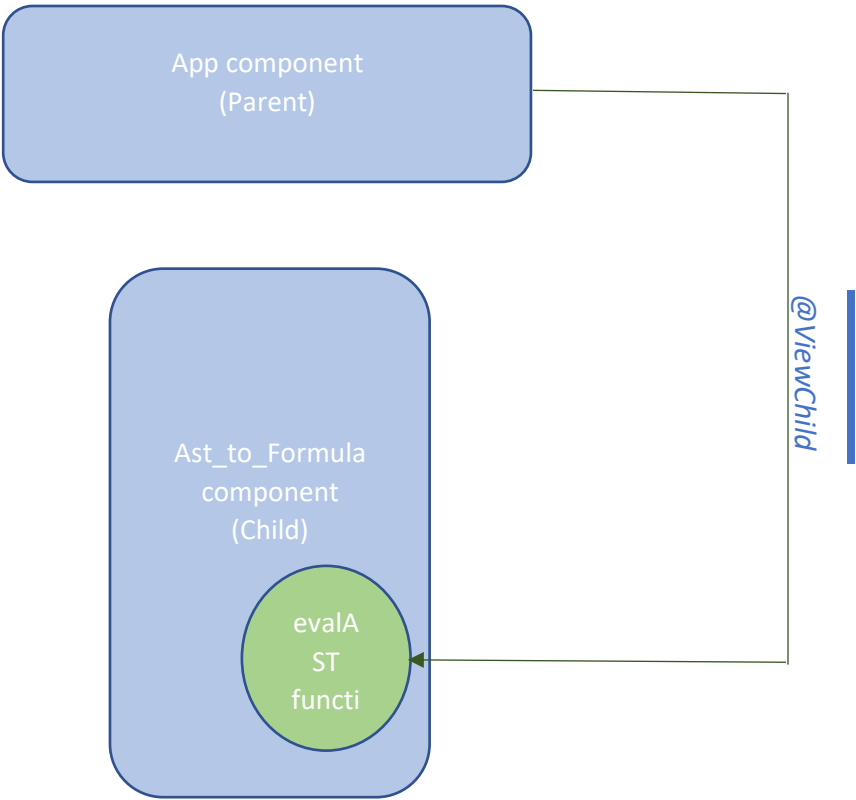 App component
(Parent)
@ViewChild
Ast_to_Formula
component
(Child)
evalA
ST
functi